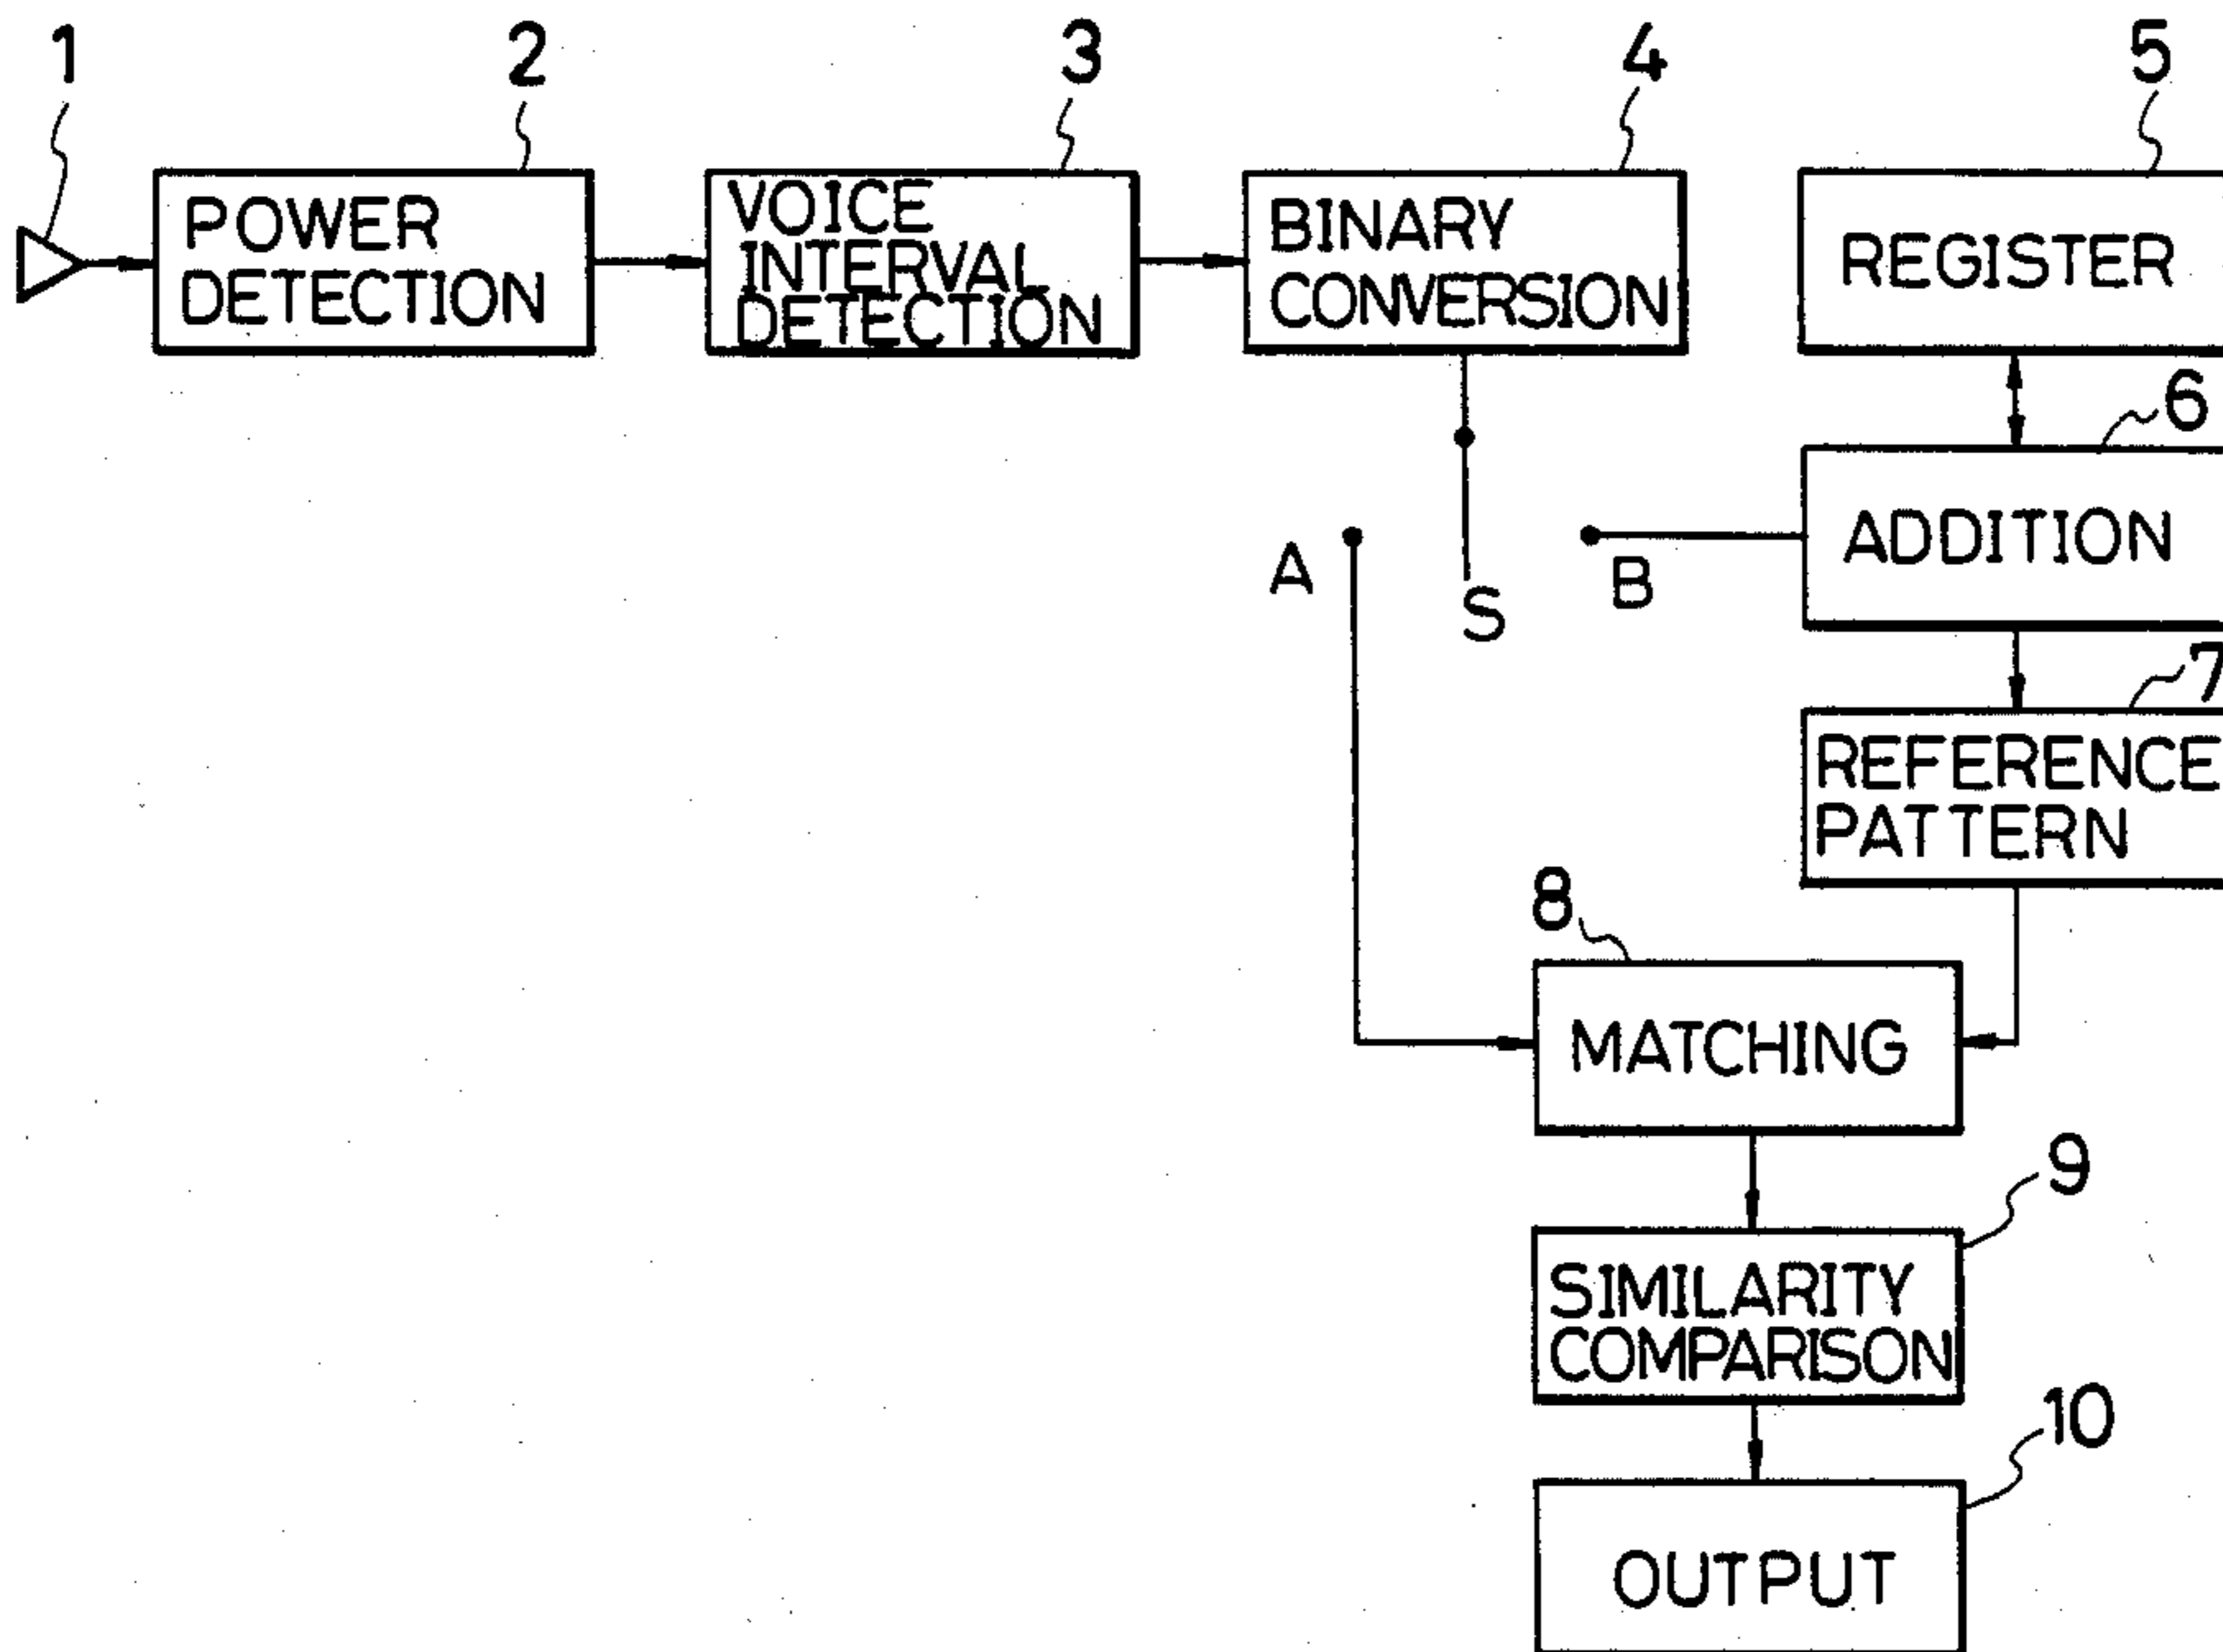 1
2
3
4
5
POWER
DETECTION
VOICE
INTERVAL
DETECTION
BINARY
CONVERSION
REGISTER
6
A
S
B
ADDITION
7
REFERENCE
PATTERN
8
MATCHING
9
SIMILARITY
COMPARISON
10
OUTPUT